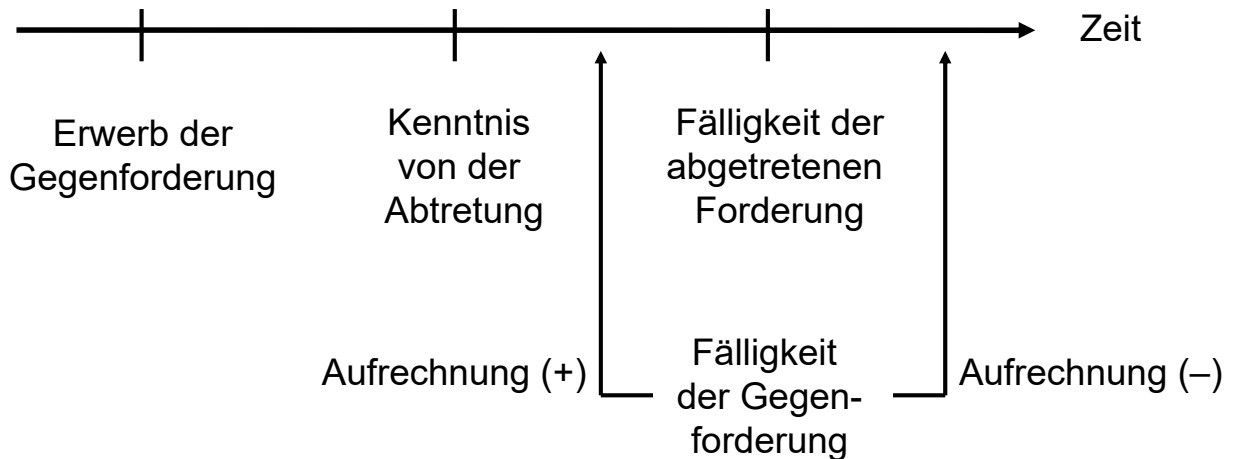 Zeit
Erwerb der
Gegenforderung
Kenntnis
von der
Abtretung
Fälligkeit der
abgetretenen
Forderung
Aufrechnung (+)
Fälligkeit
der Gegen-
forderung
Aufrechnung (–)